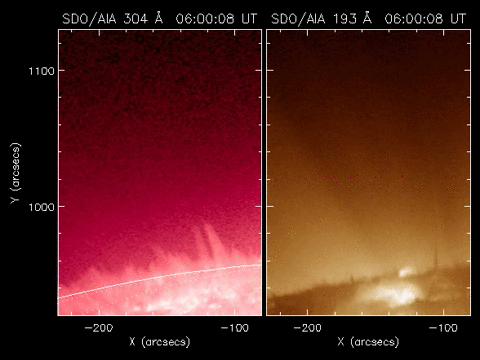 SDO/AIA 304 Å 06:00:08 UT
SDO/AIA 193 Å 06:00:08 UT
1100
1000
Y (arcsecs)
-200
-100
-200
-100
X (arcsecs)
X (arcsecs)